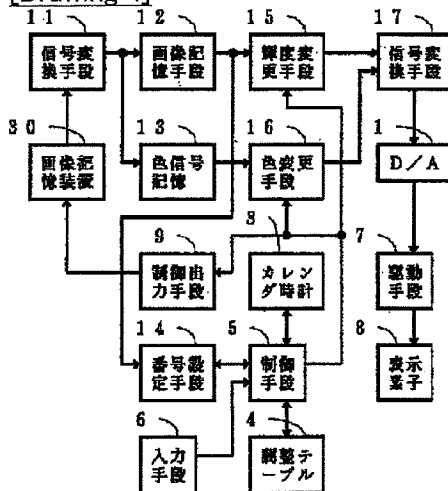 [Drawing 4]
11
12
15
17
信号変
換手段
画像記
憶手段
輝度変
更手段
信号変
換手段
30
13
16
1
画像記
憶装置
色信号
記憶
色変更
手段
D/A
9
3
7
制御出
力手段
カレン
ダ時計
駆動
手段
14
5
8
番号設
定手段
制御
手段
表示
素子
6
4
入力
手段
調整テ
ーブル